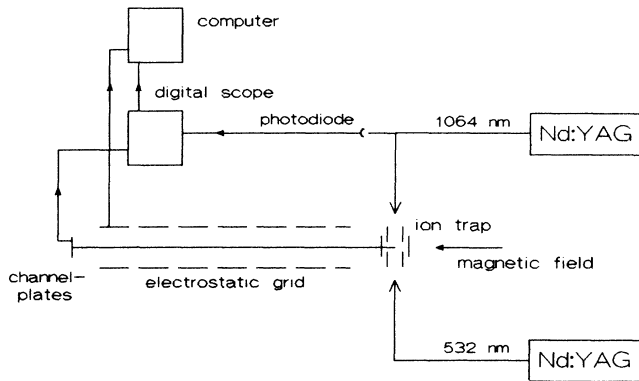 computer
digital scope
photodiode
1064 nm
Nd:YAG
ion trap
magnetic field
channel-
plates
electrostatic grid
532 nm
Nd:YAG